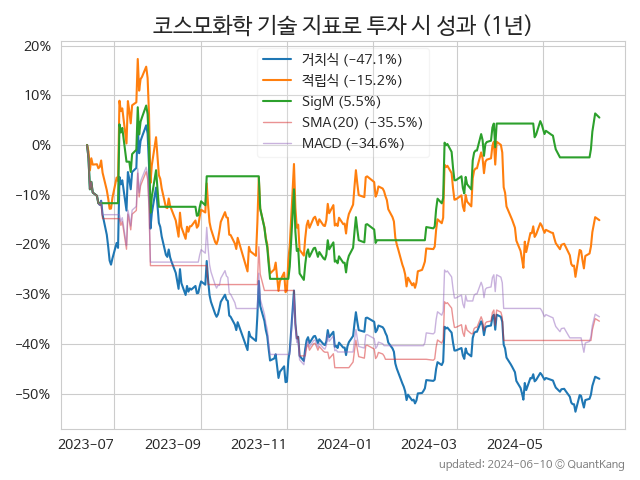 코스모화학 기술 지표로 투자 시 성과 (1년)
20%
10%
0%
−10%
−20%
−30%
−40%
−50%
거치식 (−47.1%)
적립식 (−15.2%)
SigM (5.5%)
SMA(20) (−35.5%)
MACD (−34.6%)
2023-07
2023-09
2023-11
2024-01
2024-03
2024-05
updated: 2024-06-10 © QuantKang